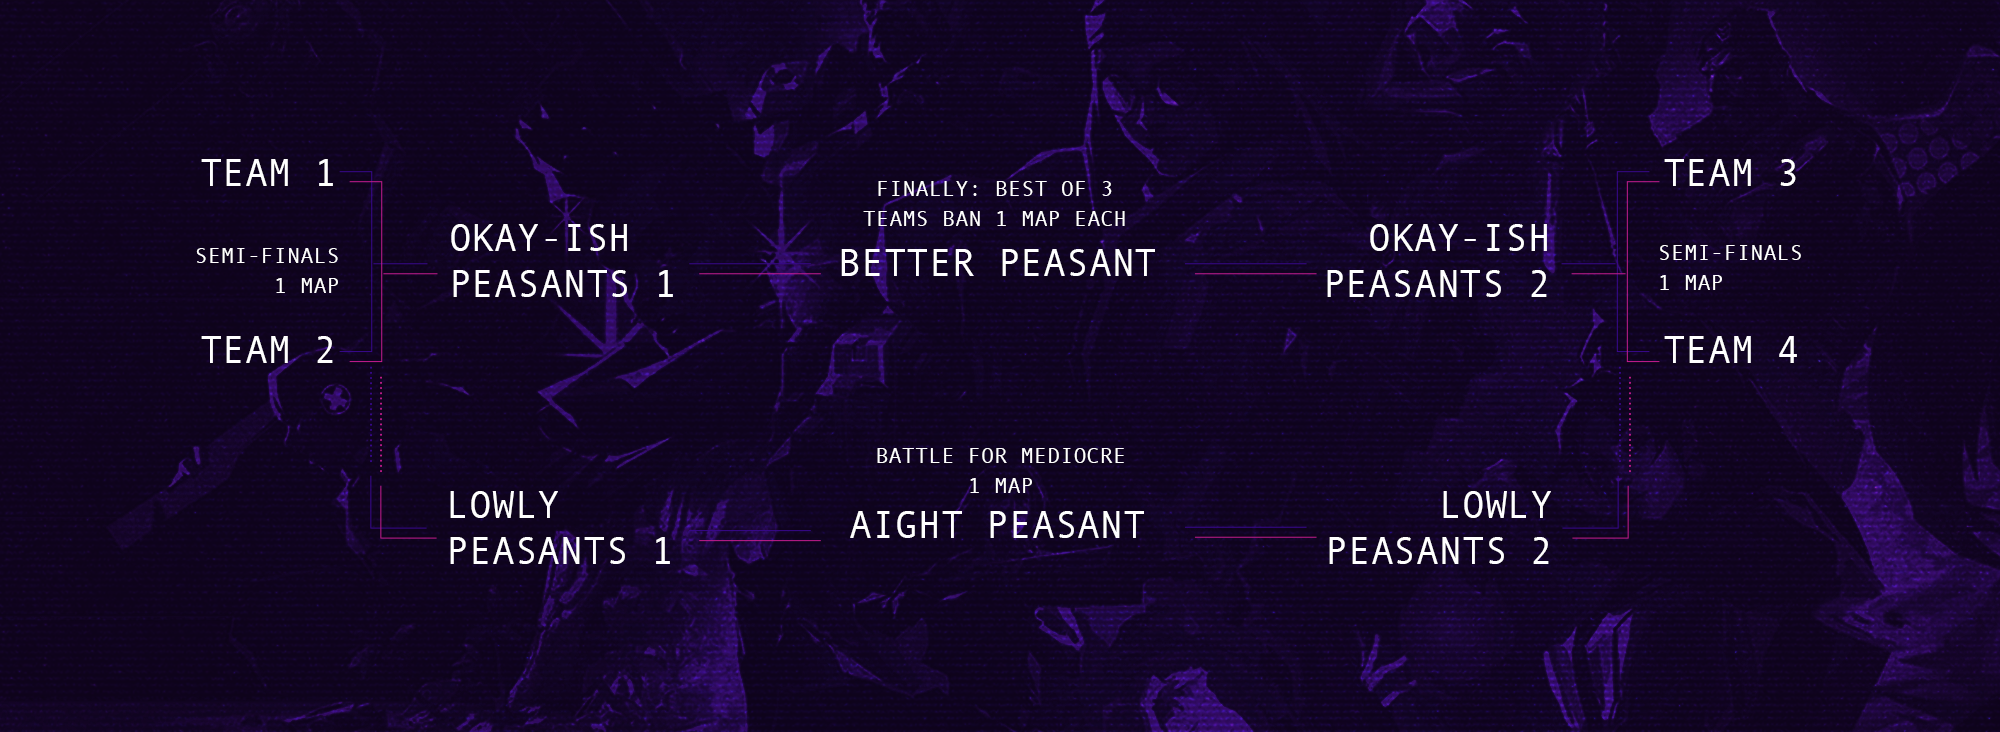 TEAM 1
SEMI-FINALS
1 MAP
TEAM 2
OKAY-ISH
PEASANTS 1
FINALLY: BEST OF 3
TEAMS BAN 1 MAP EACH
BETTER PEASANT
OKAY-ISH
PEASANTS 2
TEAM 3
SEMI-FINALS
1 MAP
TEAM 4
LOWLY
PEASANTS 1
BATTLE FOR MEDIOCRE
1 MAP
AIGHT PEASANT
LOWLY
PEASANTS 2